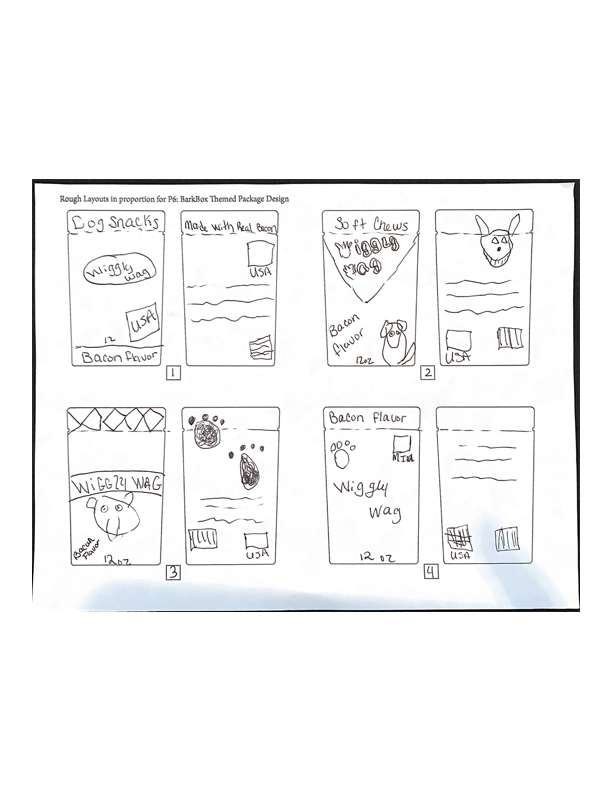 Rough Layouts in proportion for P6: BarkBox Themed Package Design
Dog Snacks
Wiggly
Wag
USA
12
Bacon flavor
Made with Real Bacon
USA
1
Soft Chews
Wiggly
Wag
Bacon
flavor
12oz
USA
2
WIGGLY WAG
Bacon
flavor
12 oz
USA
3
Bacon flavor
Wiggly
Wag
12 oz
USA
4